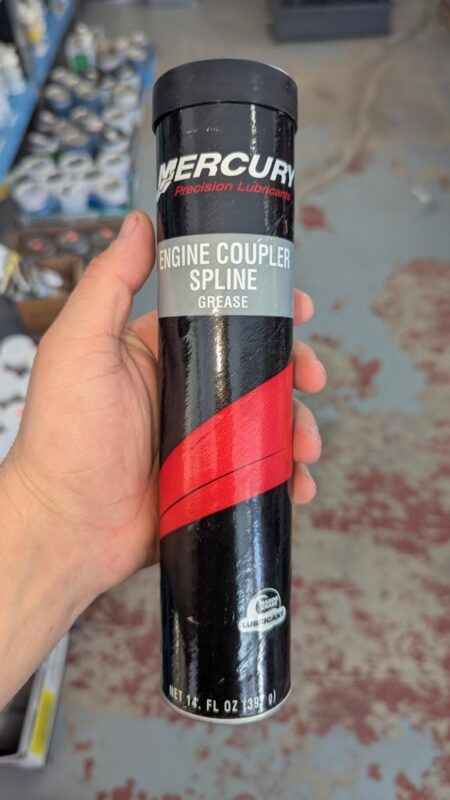 MERCURY
Precision Lubricants
ENGINE COUPLER
SPLINE
GREASE
LUBRICANT
NET 14. FL OZ (397 g)